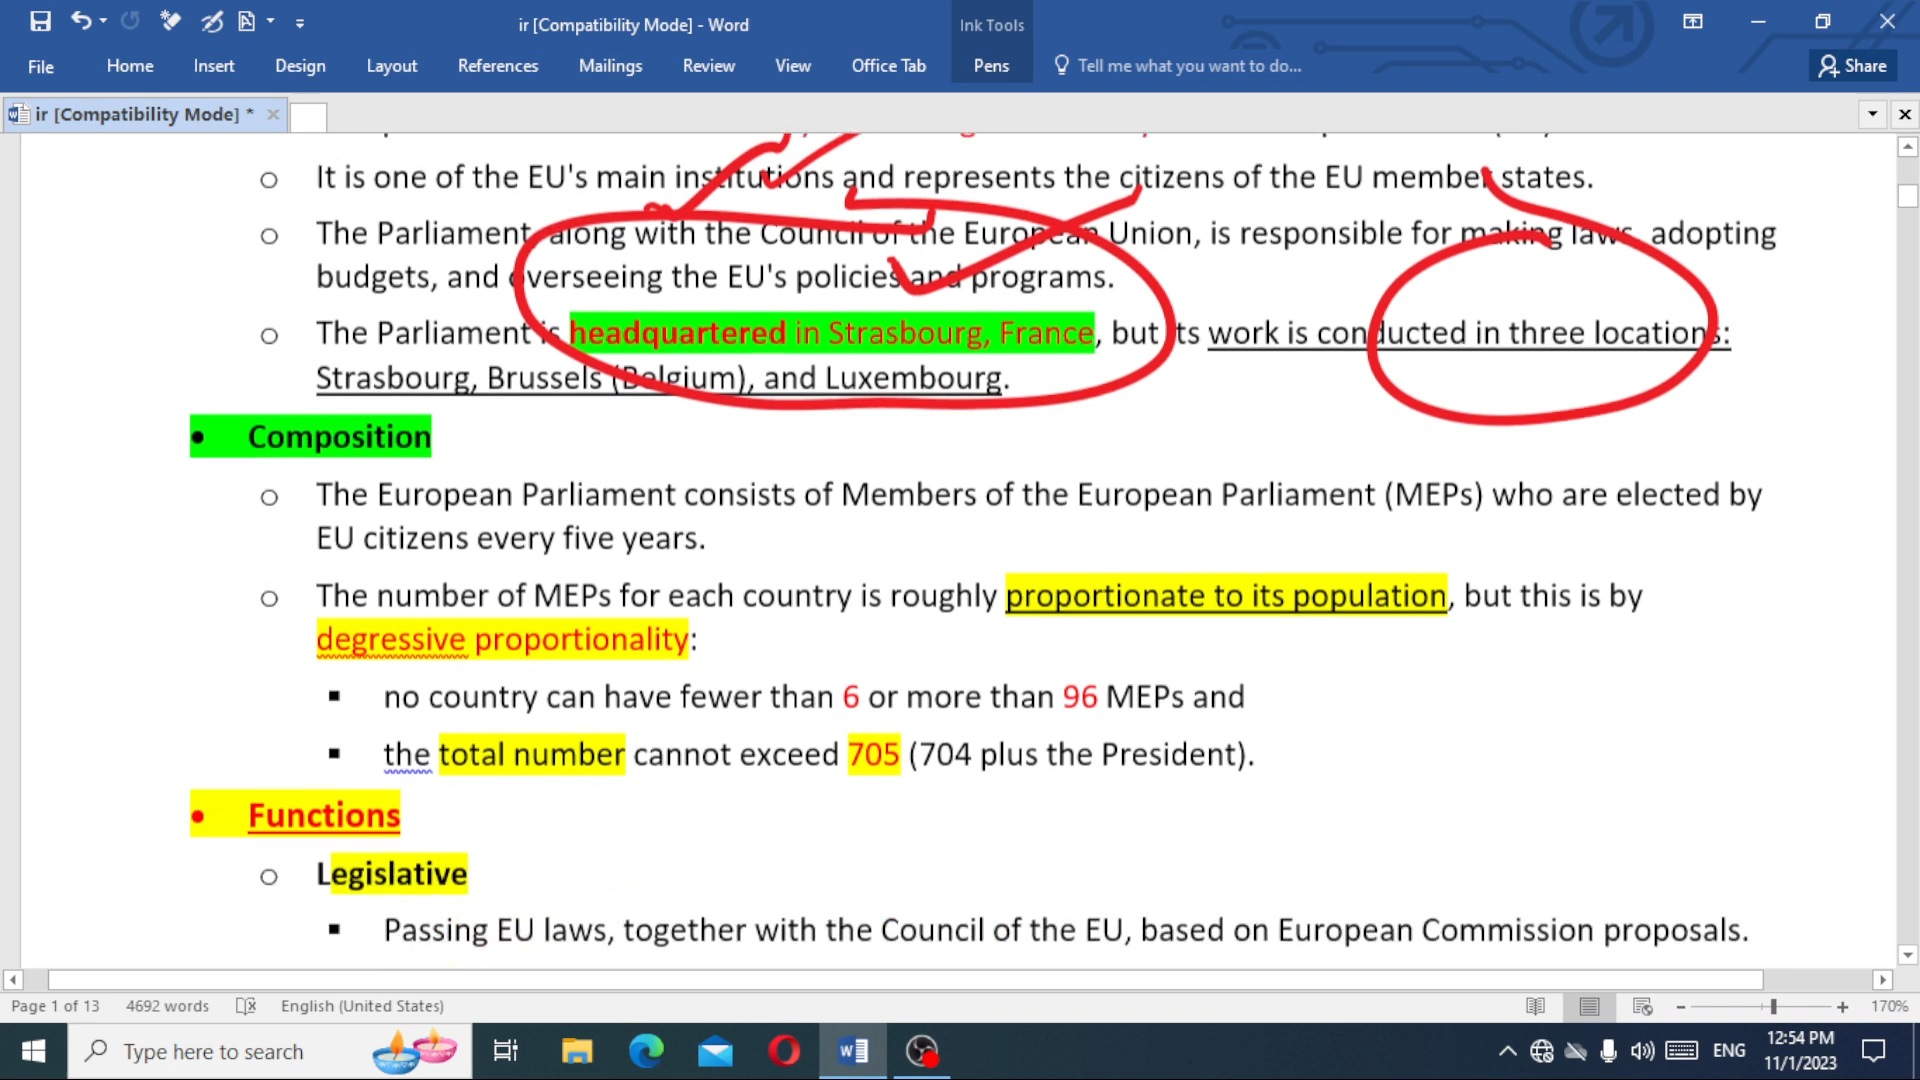 ir [Compatibility Mode] - Word
Ink Tools
File Home Insert Design Layout References Mailings Review View Office Tab Pens Tell me what you want to do... Share
ir [Compatibility Mode] *
It is one of the EU's main institutions and represents the citizens of the EU member states.
The Parliament, along with the Council of the European Union, is responsible for making laws, adopting
budgets, and overseeing the EU's policies and programs.
The Parliament is headquartered in Strasbourg, France, but its work is conducted in three locations:
Strasbourg, Brussels (Belgium), and Luxembourg.
• Composition
The European Parliament consists of Members of the European Parliament (MEPs) who are elected by
EU citizens every five years.
The number of MEPs for each country is roughly proportionate to its population, but this is by
degressive proportionality:
▪ no country can have fewer than 6 or more than 96 MEPs and
▪ the total number cannot exceed 705 (704 plus the President).
• Functions
Legislative
▪ Passing EU laws, together with the Council of the EU, based on European Commission proposals.
Page 1 of 13 4692 words English (United States) 170%
Type here to search
ENG
12:54 PM
11/1/2023